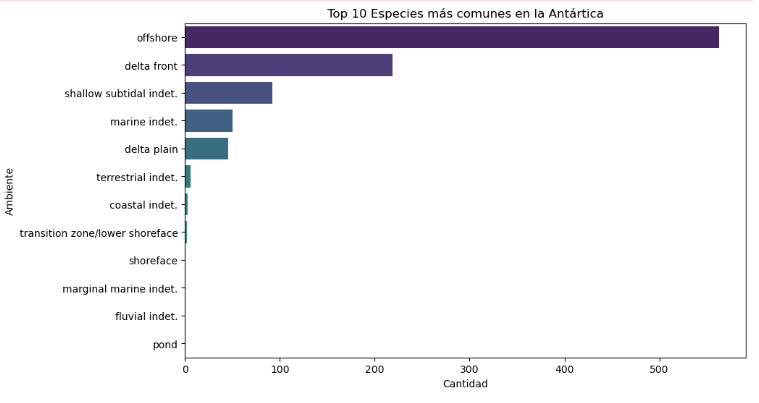 Top 10 Especies más comunes en la Antártica
offshore
delta front
shallow subtidal indet.
marine indet.
delta plain
terrestrial indet.
coastal indet.
transition zone/lower shoreface
shoreface
marginal marine indet.
fluvial indet.
pond
Ambiente
0 100 200 300 400 500
Cantidad